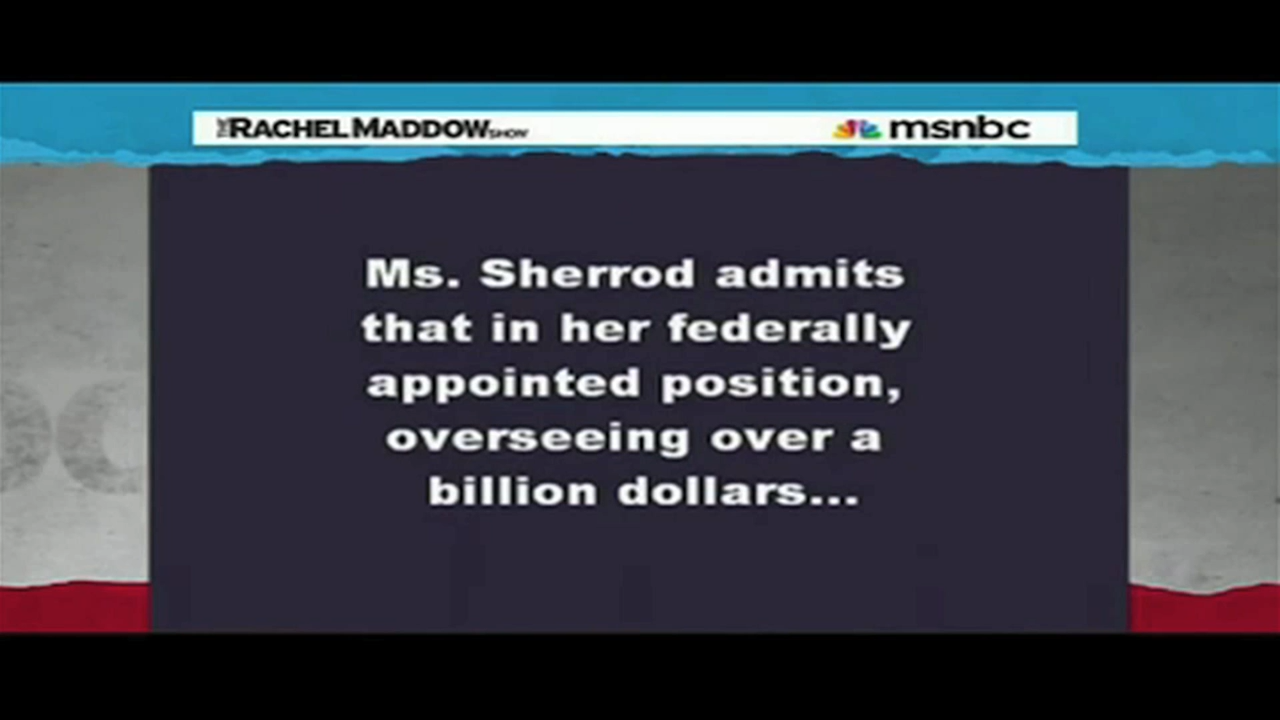 THE RACHEL MADDOW SHOW
msnbc
Ms. Sherrod admits
that in her federally
appointed position,
overseeing over a
billion dollars...